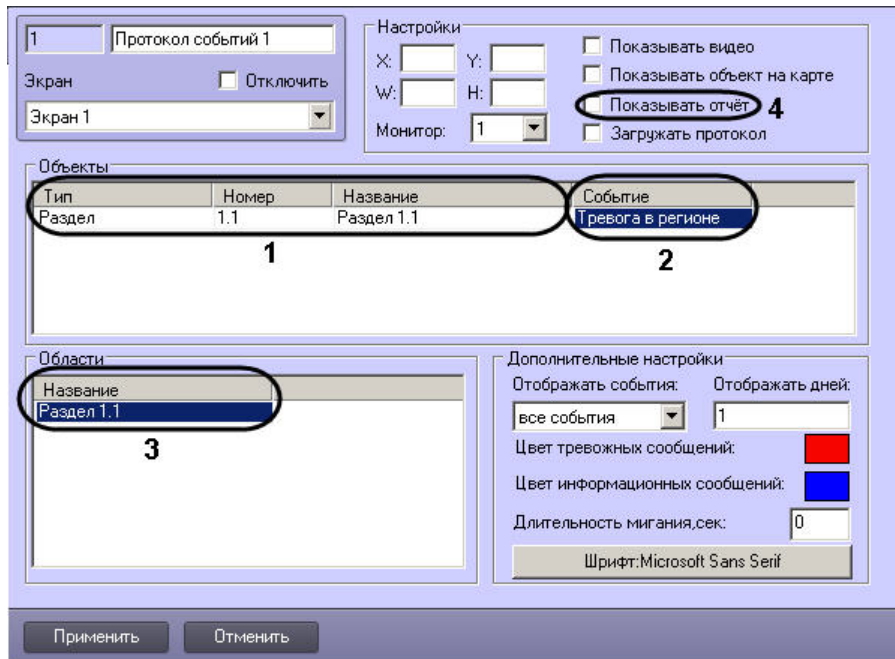 1
Протокол событий 1
Экран
Отключить
Экран 1
Настройки
X:
Y:
W:
H:
Монитор:
1
Показывать видео
Показывать объект на карте
Показывать отчёт
4
Загружать протокол
Объекты
Тип Номер Название Событие
Раздел 1.1 Раздел 1.1 Тревога в регионе
1
2
Области
Название
Раздел 1.1
3
Дополнительные настройки
Отображать события: Отображать дней:
все события 1
Цвет тревожных сообщений:
Цвет информационных сообщений:
Длительность мигания,сек: 0
Шрифт:Microsoft Sans Serif
Применить
Отменить